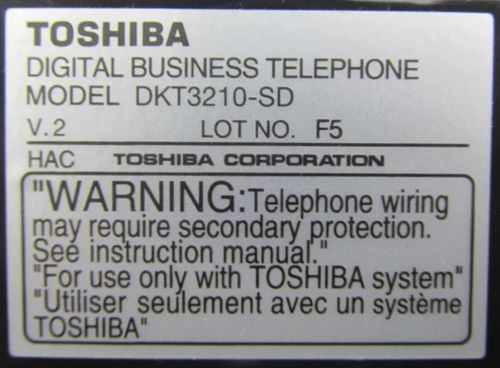 TOSHIBA
DIGITAL BUSINESS TELEPHONE
MODEL DKT3210-SD
V.2 LOT NO. F5
HAC TOSHIBA CORPORATION
"WARNING:Telephone wiring
may require secondary protection.
See instruction manual."
"For use only with TOSHIBA system"
"Utiliser seulement avec un système
TOSHIBA"